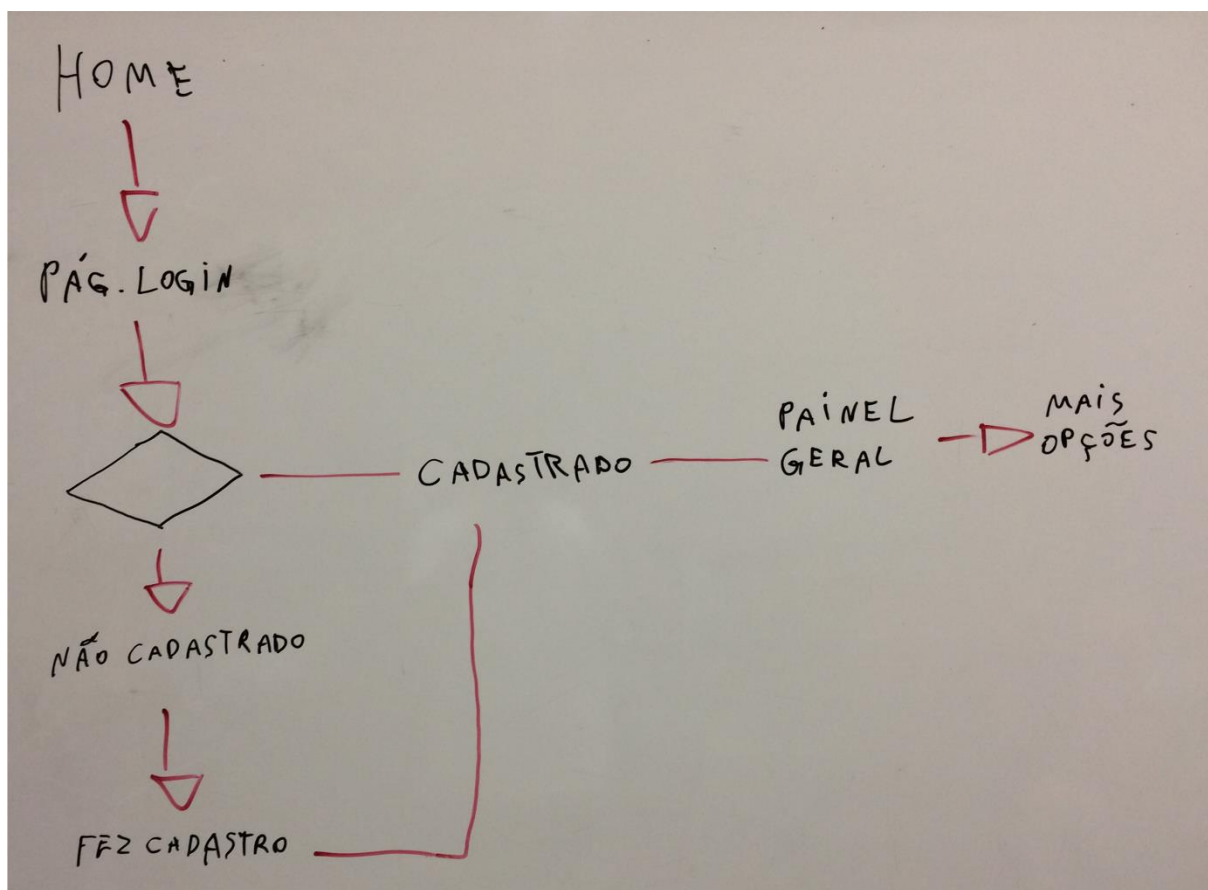 HOME
PÁG. LOGIN
CADASTRADO
PAINEL
GERAL
MAIS
OPÇÕES
NÃO CADASTRADO
FEZ CADASTRO